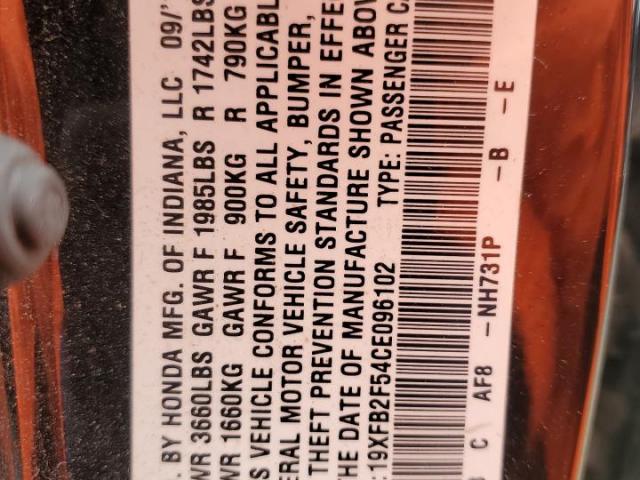 . BY HONDA MFG. OF INDIANA, LLC 09/
WR 3660LBS GAWR F 1985LBS R 1742LBS
WR 1660KG GAWR F 900KG R 790KG
S VEHICLE CONFORMS TO ALL APPLICABL
ERAL MOTOR VEHICLE SAFETY, BUMPER,
THEFT PREVENTION STANDARDS IN EFFE
THE DATE OF MANUFACTURE SHOWN ABOV
:19XFB2F54CE096102 TYPE: PASSENGER C
C AF8 -NH731P -B -E